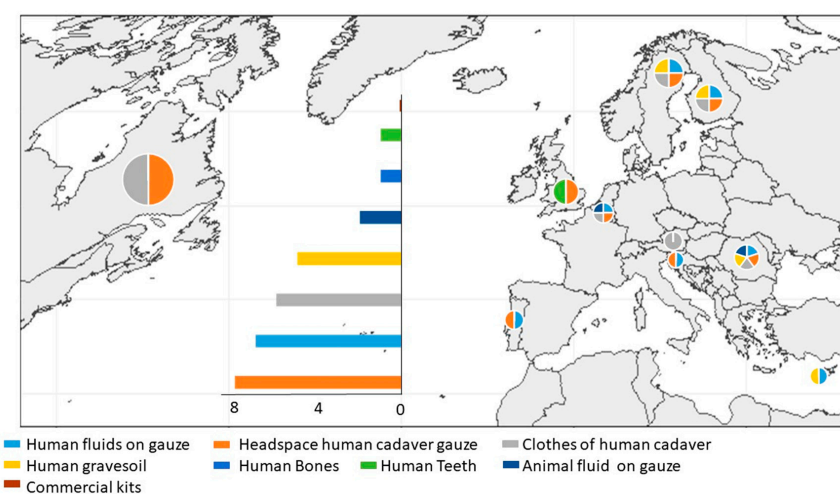 8 4 0
Human fluids on gauze Headspace human cadaver gauze Clothes of human cadaver
Human gravesoil Human Bones Human Teeth Animal fluid on gauze
Commercial kits